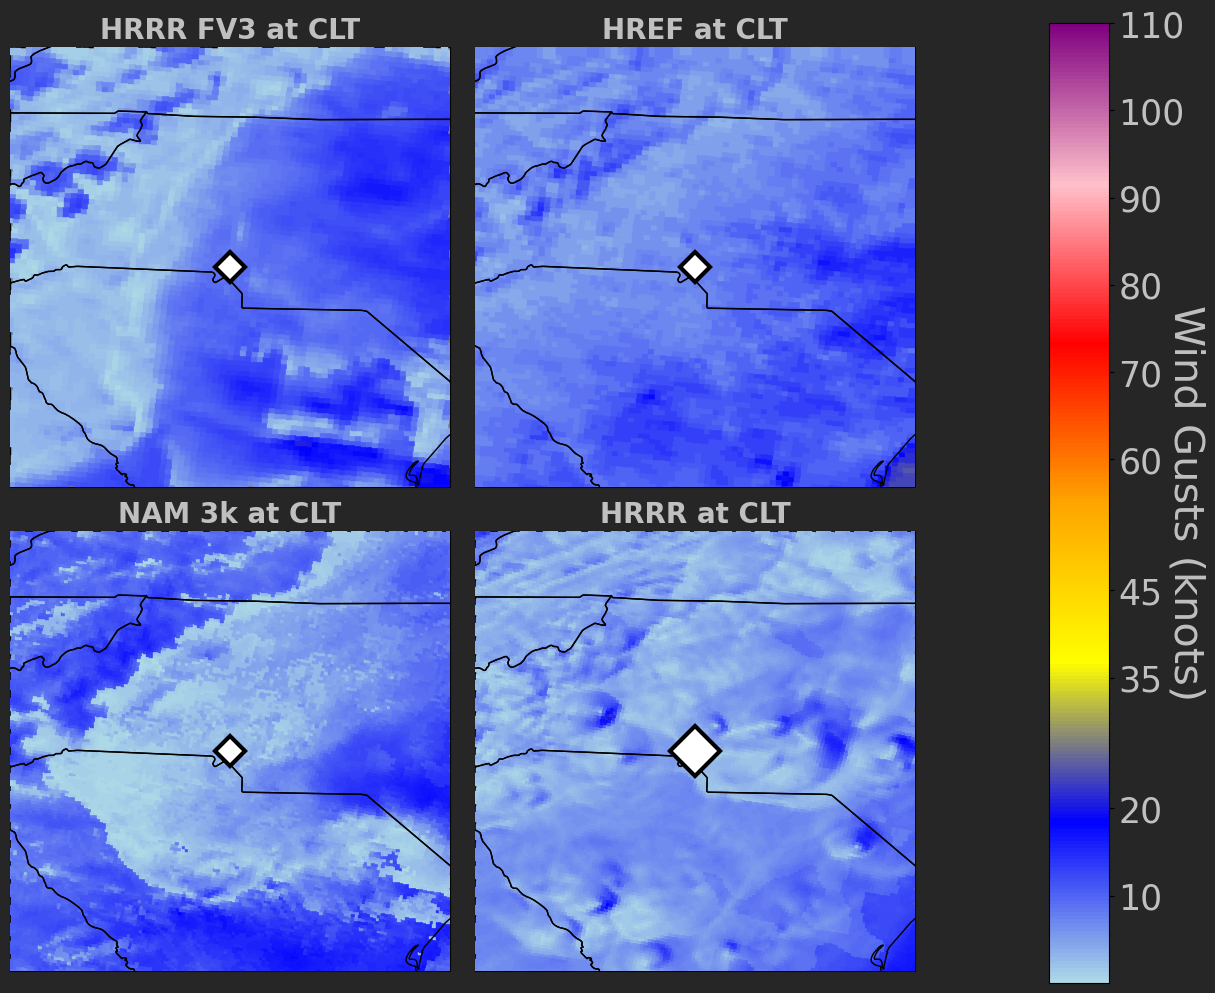 HRRR FV3 at CLT
HREF at CLT
NAM 3k at CLT
HRRR at CLT
110
100
90
80
70
60
45
35
20
10
Wind Gusts (knots)